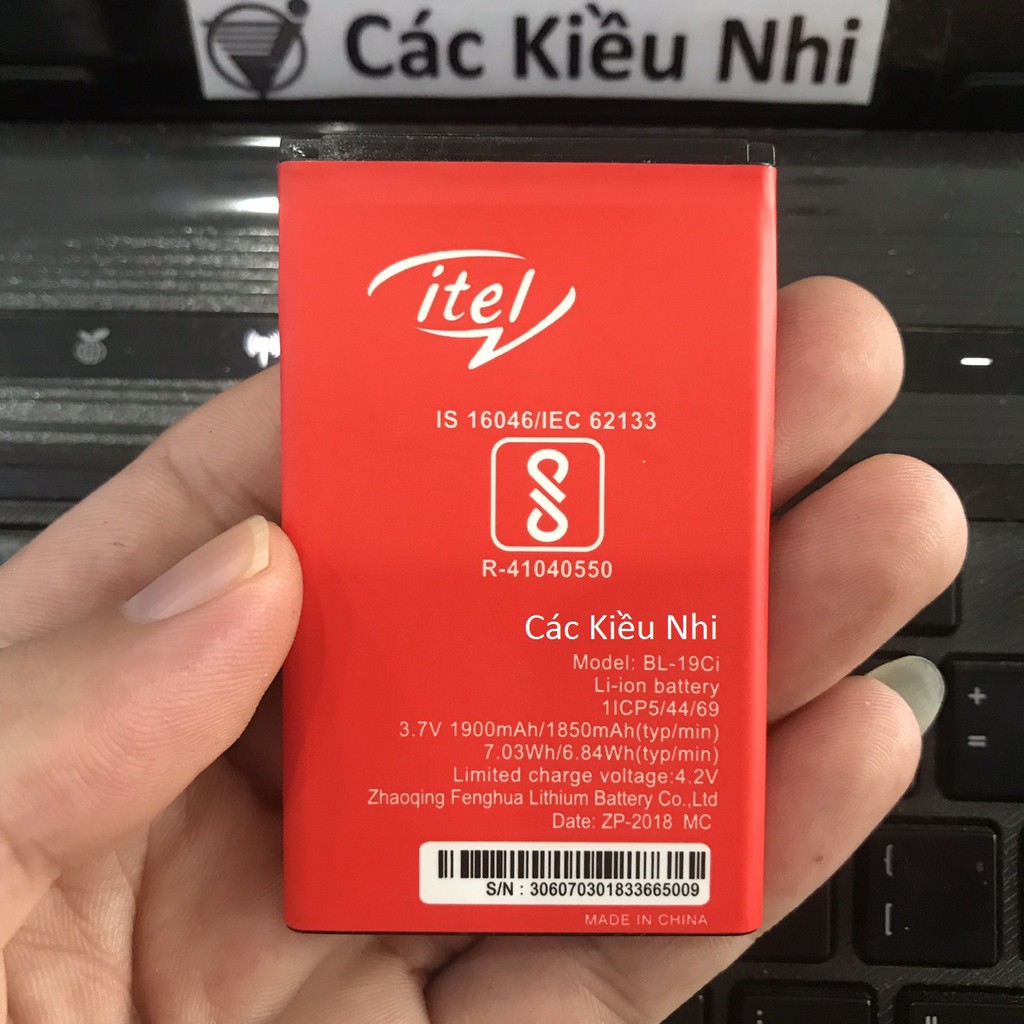 Các Kiều Nhi
itel
IS 16046/IEC 62133
R-41040550
Các Kiều Nhi
Model: BL-19Ci
Li-ion battery
1ICP5/44/69
3.7V 1900mAh/1850mAh(typ/min)
7.03Wh/6.84Wh(typ/min)
Limited charge voltage:4.2V
Zhaoqing Fenghua Lithium Battery Co.,Ltd
Date: ZP-2018 MC
S/N : 306070301833665009
MADE IN CHINA
+
=